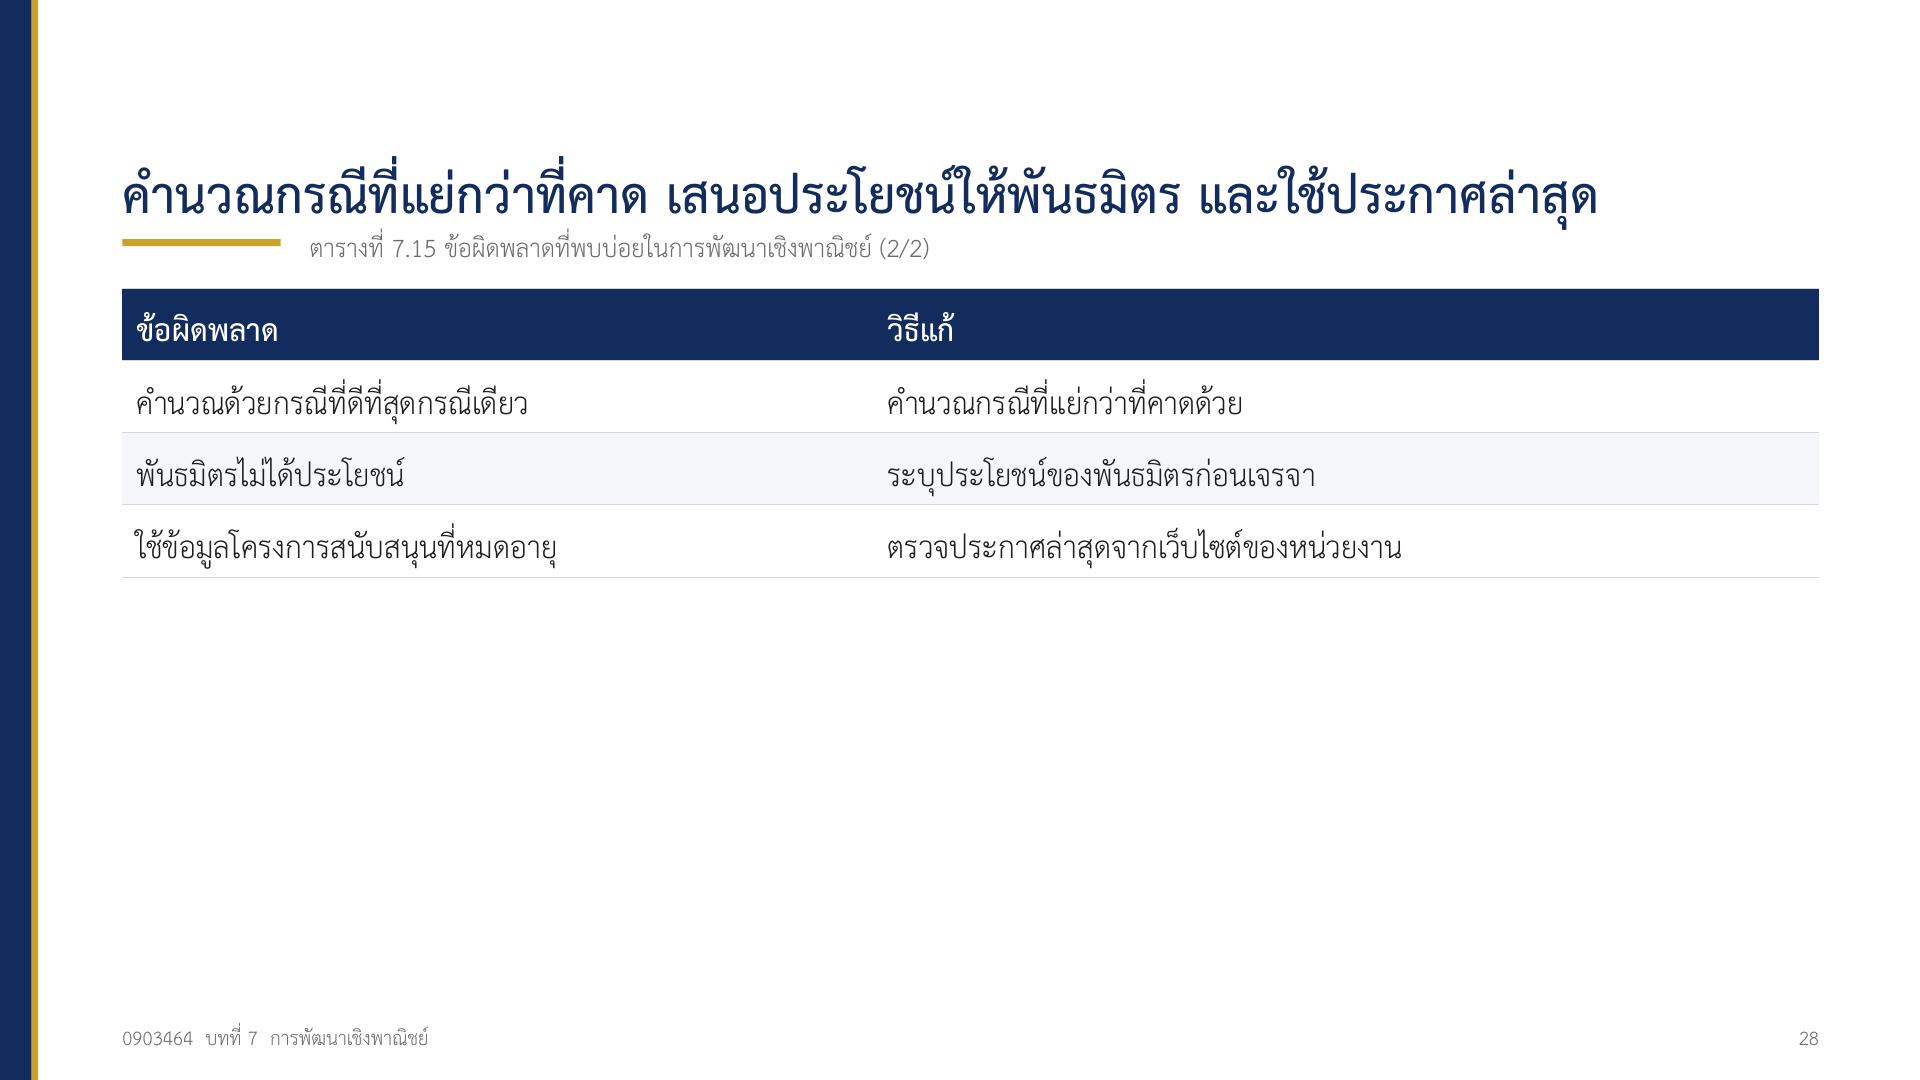 คำนวณกรณีที่แย่กว่าที่คาด เสนอประโยชน์ให้พันธมิตร และใช้ประกาศล่าสุด
ตารางที่ 7.15 ข้อผิดพลาดที่พบบ่อยในการพัฒนาเชิงพาณิชย์ (2/2)
ข้อผิดพลาด วิธีแก้
คำนวณด้วยกรณีที่ดีที่สุดกรณีเดียว คำนวณกรณีที่แย่กว่าที่คาดด้วย
พันธมิตรไม่ได้ประโยชน์ ระบุประโยชน์ของพันธมิตรก่อนเจรจา
ใช้ข้อมูลโครงการสนับสนุนที่หมดอายุ ตรวจประกาศล่าสุดจากเว็บไซต์ของหน่วยงาน
0903464 บทที่ 7 การพัฒนาเชิงพาณิชย์ 28